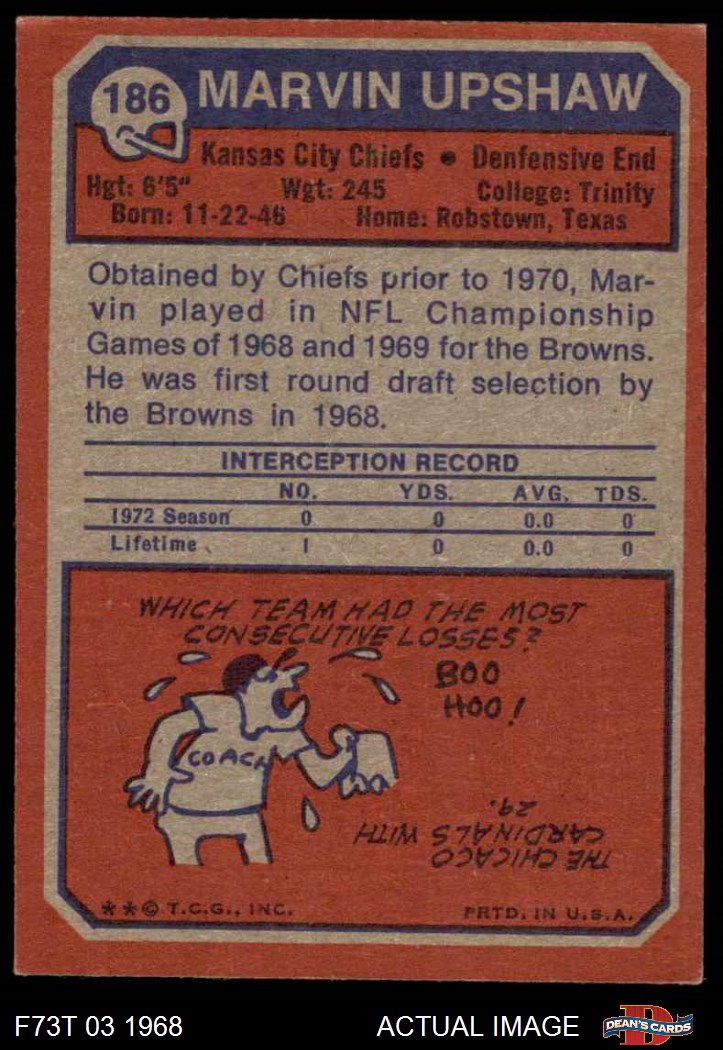 186
MARVIN UPSHAW
Kansas City Chiefs • Denfensive End
Hgt: 6'5" Wgt: 245 College: Trinity
Born: 11-22-46 Home: Robstown, Texas
Obtained by Chiefs prior to 1970, Mar-
vin played in NFL Championship
Games of 1968 and 1969 for the Browns.
He was first round draft selection by
the Browns in 1968.
INTERCEPTION RECORD
NO. YDS. AVG. TDS.
1972 Season 0 0 0.0 0
Lifetime 1 0 0.0 0
WHICH TEAM HAD THE MOST
CONSECUTIVE LOSSES?
BOO
HOO!
COACH
THE CHICAGO
CARDINALS WITH
29.
**© T.C.G., INC. PRTD. IN U.S.A.
F73T 03 1968 ACTUAL IMAGE
D
DEAN'S CARDS